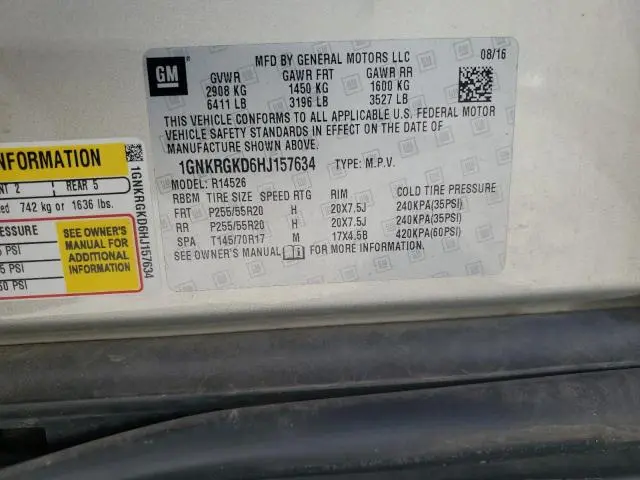 GM
MFD BY GENERAL MOTORS LLC 08/16
GVWR GAWR FRT GAWR RR
2908 KG 1450 KG 1600 KG
6411 LB 3196 LB 3527 LB
THIS VEHICLE CONFORMS TO ALL APPLICABLE U.S. FEDERAL MOTOR
VEHICLE SAFETY STANDARDS IN EFFECT ON THE DATE OF
MANUFACTURE SHOWN ABOVE.
1GNKRGKD6HJ157634 TYPE: M.P.V.
MODEL: R14526
RBBM TIRE SIZE SPEED RTG RIM COLD TIRE PRESSURE
FRT P255/55R20 H 20X7.5J 240KPA(35PSI)
RR P255/55R20 H 20X7.5J 240KPA(35PSI)
SPA T145/70R17 M 17X4.5B 420KPA(60PSI)
SEE OWNER'S MANUAL FOR MORE INFORMATION.
INFORMATION
NT 2 REAR 5
742 kg or 1636 lbs.
ESSURE
SEE OWNER'S
MANUAL FOR
ADDITIONAL
INFORMATION
PSI
5 PSI
PSI
1GNKRGKD6HJ157634